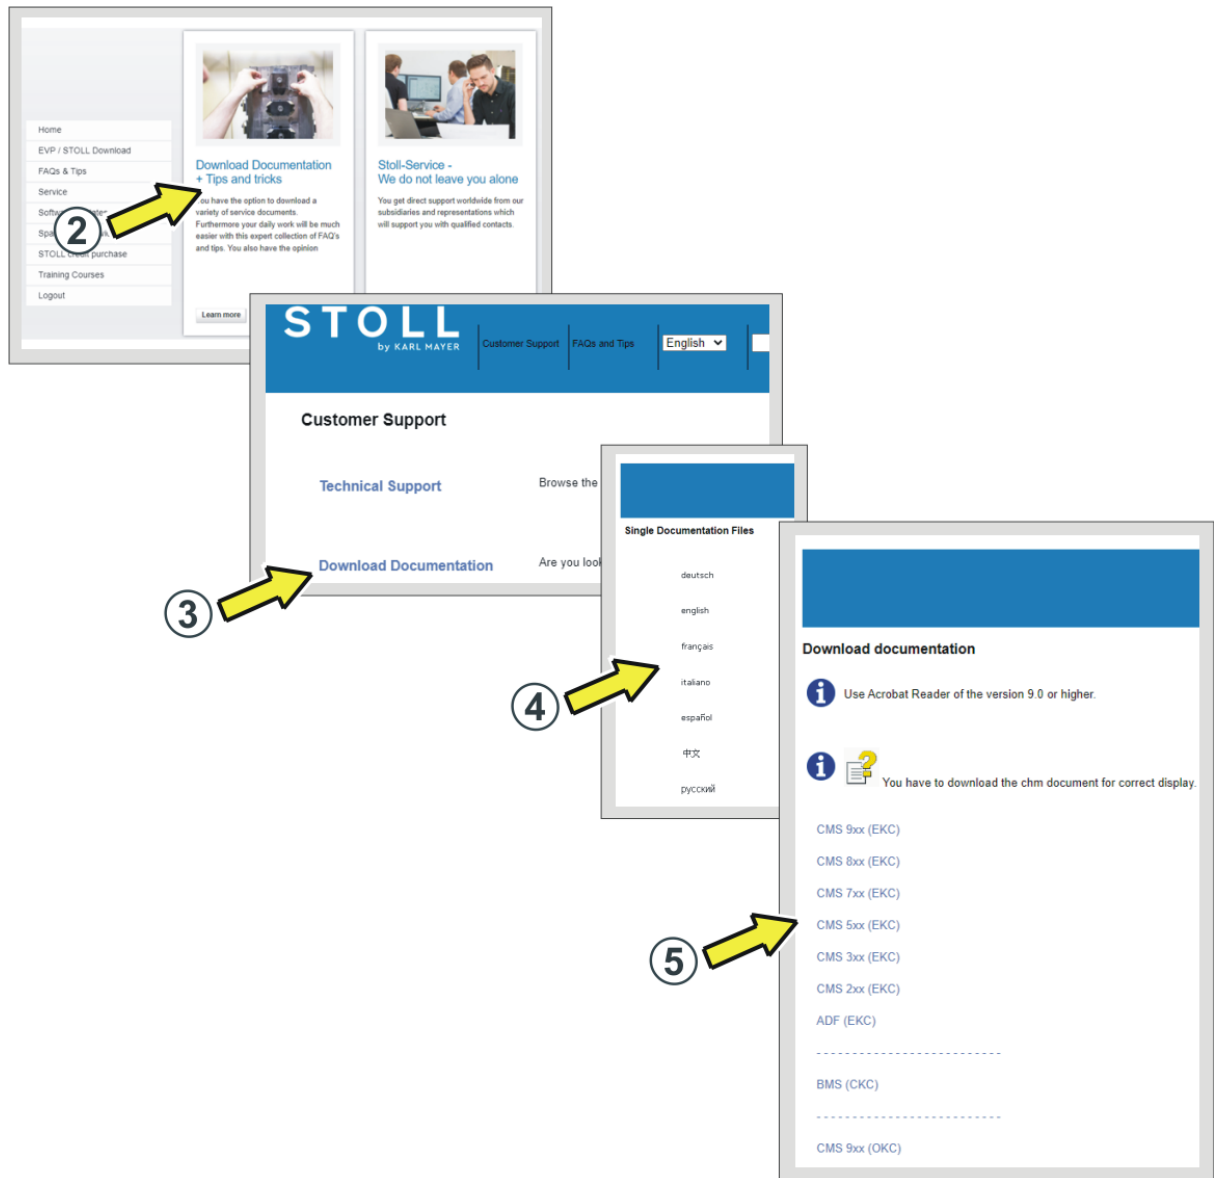 Home
EVP / STOLL Download
FAQs & Tips
Service
STOLL credit purchase
Training Courses
Logout
Download Documentation
+ Tips and tricks
You have the option to download a
variety of service documents.
Furthermore your daily work will be much
easier with this expert collection of FAQ's
and tips. You also have the opinion
Learn more
Stoll-Service -
We do not leave you alone
You get direct support worldwide from our
subsidiaries and representations which
will support you with qualified contacts.
2
STOLL
by KARL MAYER
Customer Support
FAQs and Tips
English
Customer Support
Technical Support
Browse the
Download Documentation
Are you look
3
Single Documentation Files
deutsch
english
français
italiano
español
中文
русский
4
Download documentation
Use Acrobat Reader of the version 9.0 or higher.
You have to download the chm document for correct display.
CMS 9xx (EKC)
CMS 8xx (EKC)
CMS 7xx (EKC)
CMS 5xx (EKC)
CMS 3xx (EKC)
CMS 2xx (EKC)
ADF (EKC)
- - - - - - - - - - - - - - - - - - - - - - - - - -
BMS (CKC)
- - - - - - - - - - - - - - - - - - - - - - - - - -
CMS 9xx (OKC)
5